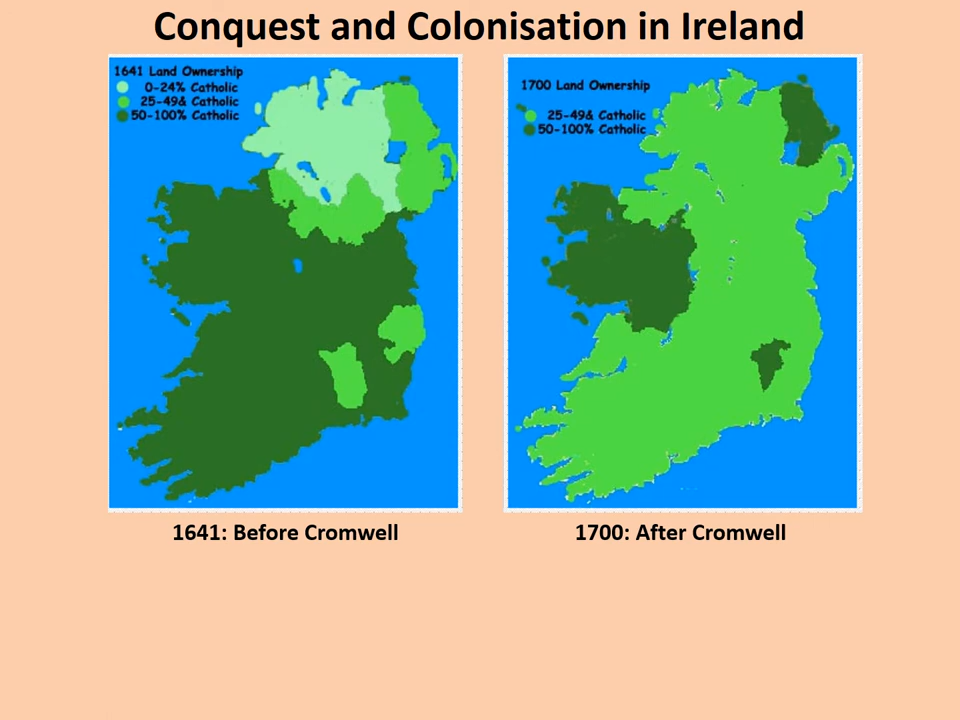 Conquest and Colonisation in Ireland
1641 Land Ownership
0-24% Catholic
25-49& Catholic
50-100% Catholic
1700 Land Ownership
25-49& Catholic
50-100% Catholic
1641: Before Cromwell
1700: After Cromwell